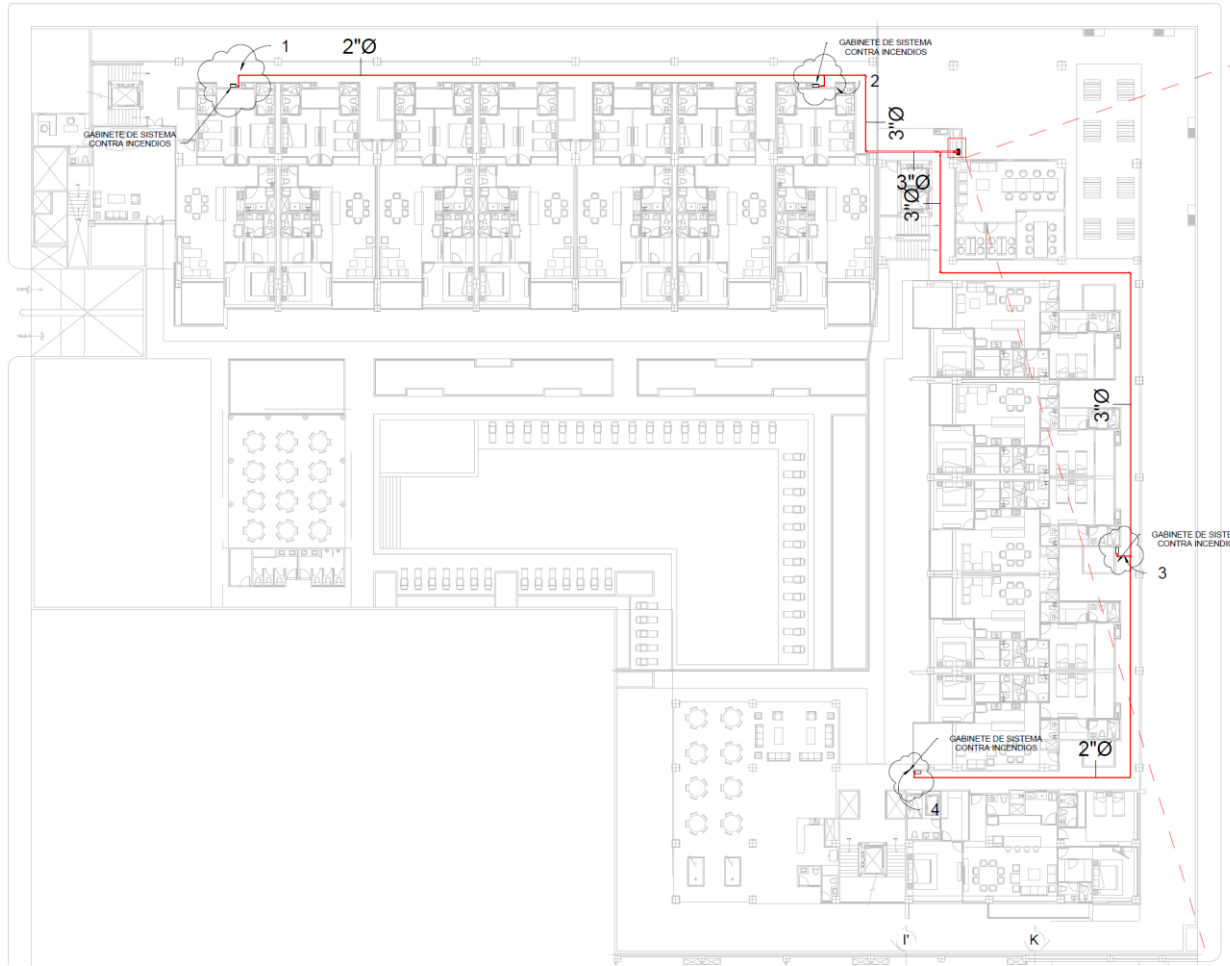 1
2"Ø
GABINETE DE SISTEMA
CONTRA INCENDIOS
2
GABINETE DE SISTEMA
CONTRA INCENDIOS
3"Ø
3"Ø
3"Ø
3"Ø
GABINETE DE SISTE
CONTRA INCENDIO
3
GABINETE DE SISTEMA
CONTRA INCENDIOS
2"Ø
4
I'
K